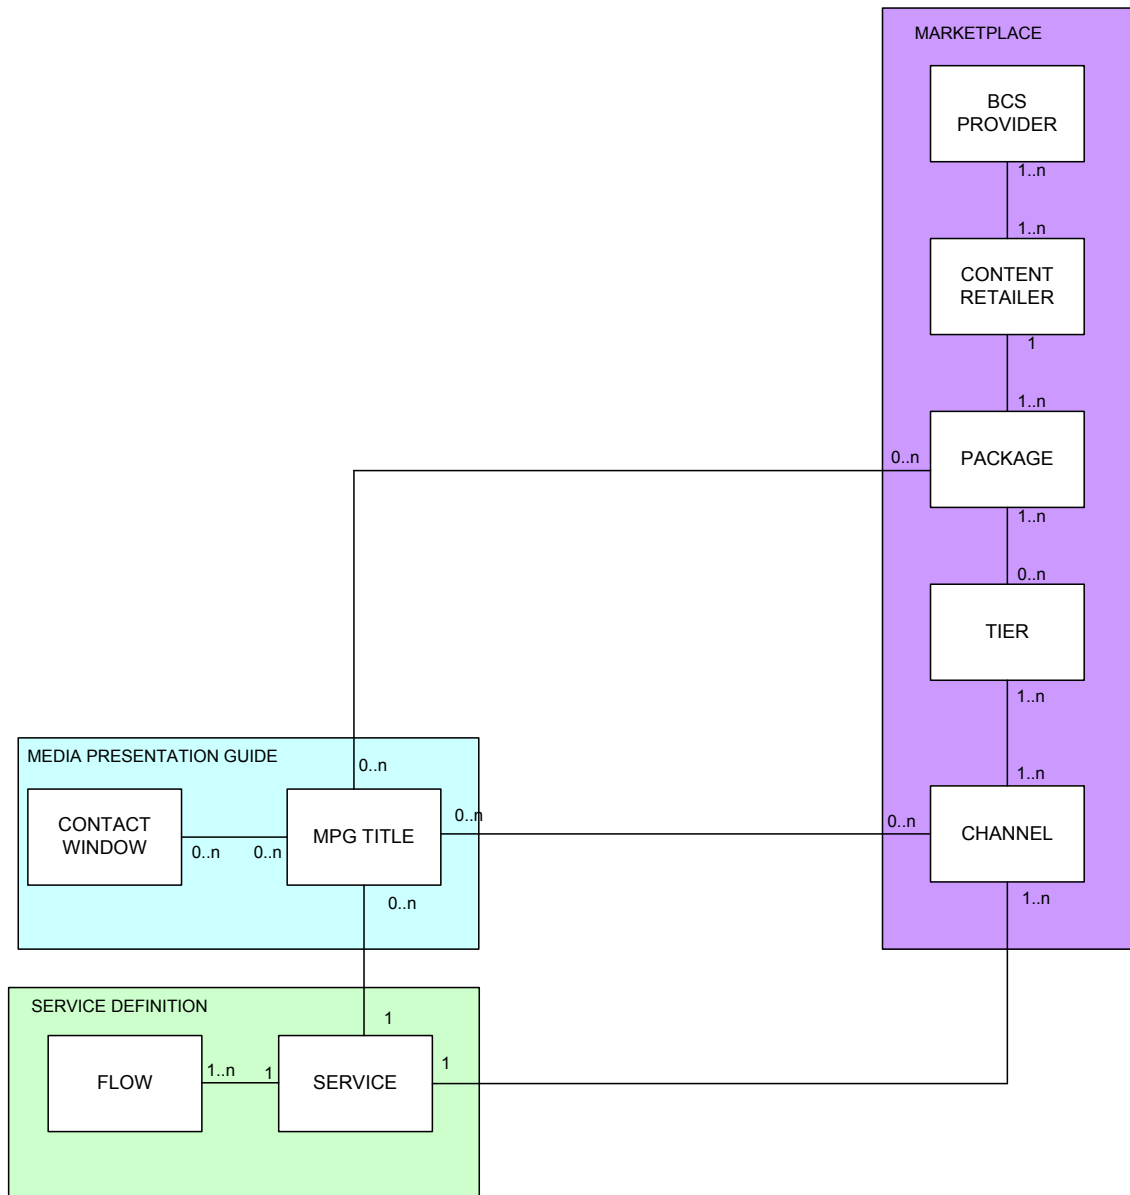 MARKETPLACE
BCS
PROVIDER
1..n
1..n
CONTENT
RETAILER
1
1..n
0..n
PACKAGE
1..n
0..n
TIER
1..n
MEDIA PRESENTATION GUIDE
0..n
1..n
CONTACT
WINDOW
MPG TITLE
0..n
0..n
CHANNEL
0..n
0..n
0..n
1..n
SERVICE DEFINITION
1
FLOW
1..n
1
SERVICE
1